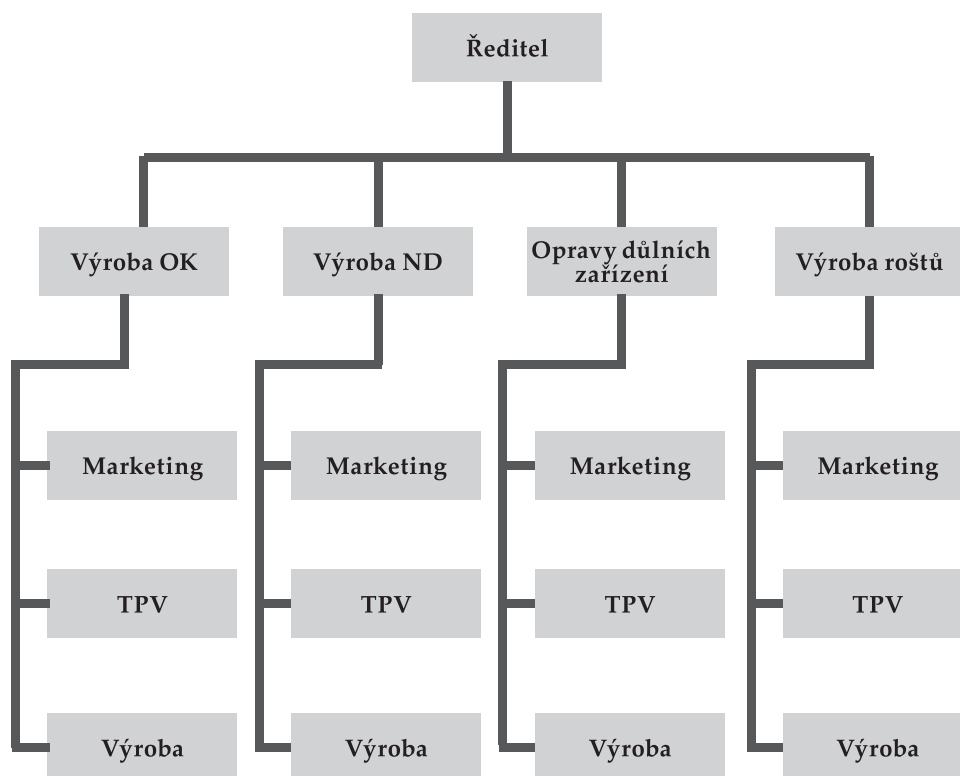 Ředitel
Výroba OK
Výroba ND
Opravy důlních
zařízení
Výroba roštů
Marketing
Marketing
Marketing
Marketing
TPV
TPV
TPV
TPV
Výroba
Výroba
Výroba
Výroba